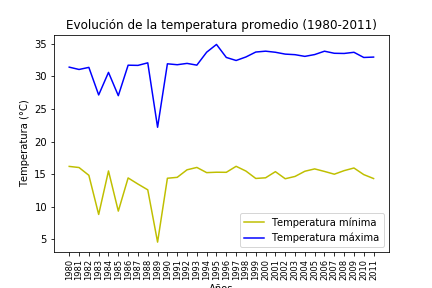 Evolución de la temperatura promedio (1980-2011)
35
30
25
20
15
10
5
Temperatura (°C)
Temperatura mínima
Temperatura máxima
1980 1981 1982 1983 1984 1985 1986 1987 1988 1989 1990 1991 1992 1993 1994 1995 1996 1997 1998 1999 2000 2001 2002 2003 2004 2005 2006 2007 2008 2009 2010 2011
Años